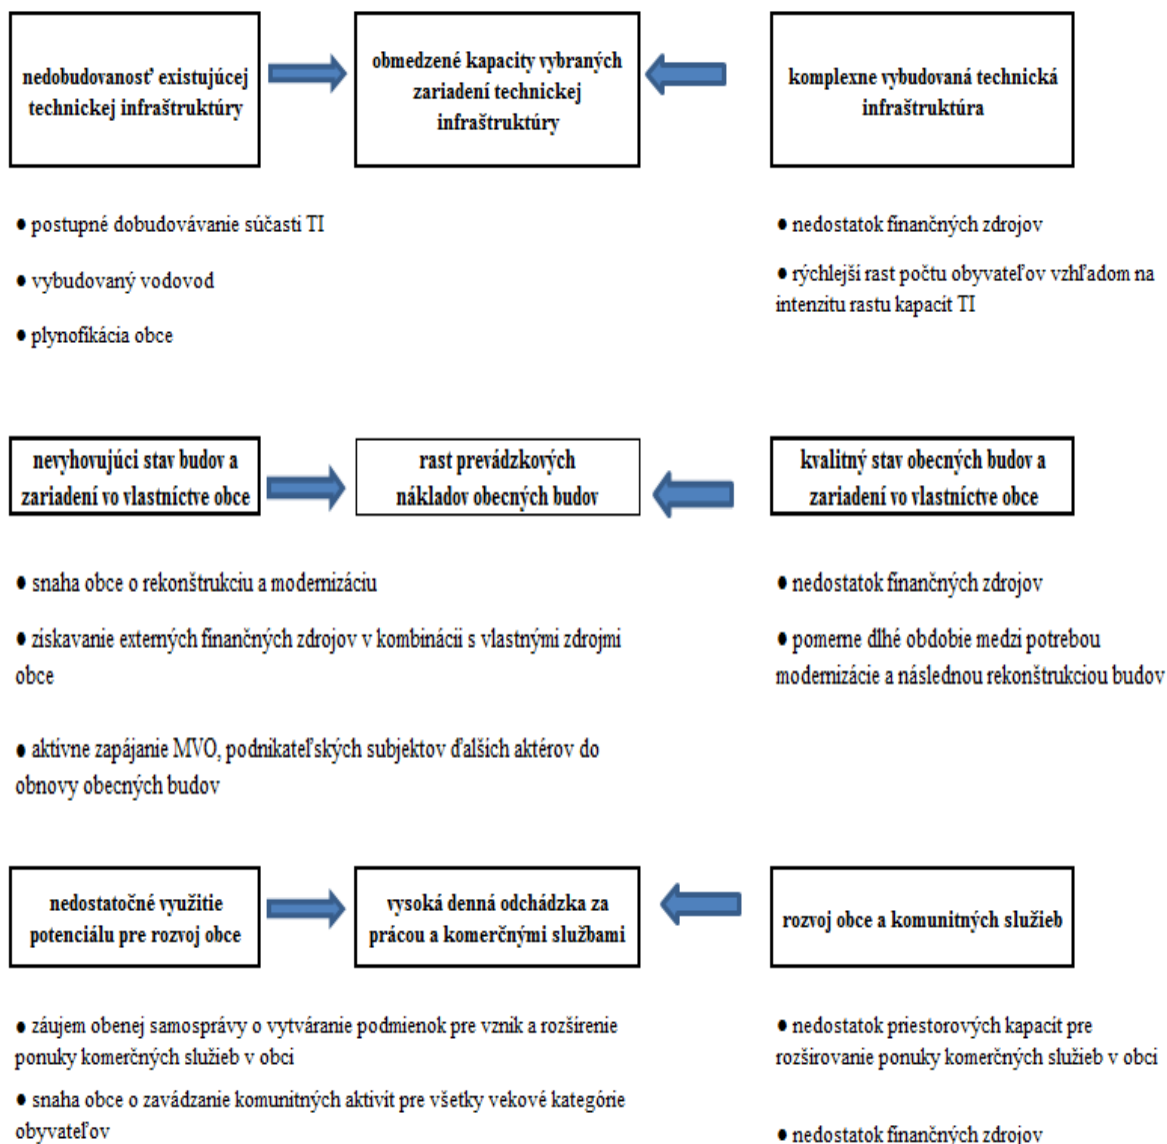 nedobudovanosť existujúcej
technickej infraštruktúry
obmedzené kapacity vybraných
zariadení technickej
infraštruktúry
komplexne vybudovaná technická
infraštruktúra
● postupné dobudovávanie súčasti TI
● vybudovaný vodovod
● plynofikácia obce
● nedostatok finančných zdrojov
● rýchlejší rast počtu obyvateľov vzhľadom na
intenzitu rastu kapacít TI
nevyhovujúci stav budov a
zariadení vo vlastníctve obce
rast prevádzkových
nákladov obecných budov
kvalitný stav obecných budov a
zariadení vo vlastníctve obce
● snaha obce o rekonštrukciu a modernizáciu
● získavanie externých finančných zdrojov v kombinácii s vlastnými zdrojmi
obce
● aktívne zapájanie MVO, podnikateľských subjektov ďalších aktérov do
obnovy obecných budov
● nedostatok finančných zdrojov
● pomerne dlhé obdobie medzi potrebou
modernizácie a následnou rekonštrukciou budov
nedostatočné využitie
potenciálu pre rozvoj obce
vysoká denná odchádzka za
prácou a komerčnými službami
rozvoj obce a komunitných služieb
● záujem obenej samosprávy o vytváranie podmienok pre vznik a rozšírenie
ponuky komerčných služieb v obci
● snaha obce o zavádzanie komunitných aktivít pre všetky vekové kategórie
obyvateľov
● nedostatok priestorových kapacít pre
rozširovanie ponuky komerčných služieb v obci
● nedostatok finančných zdrojov